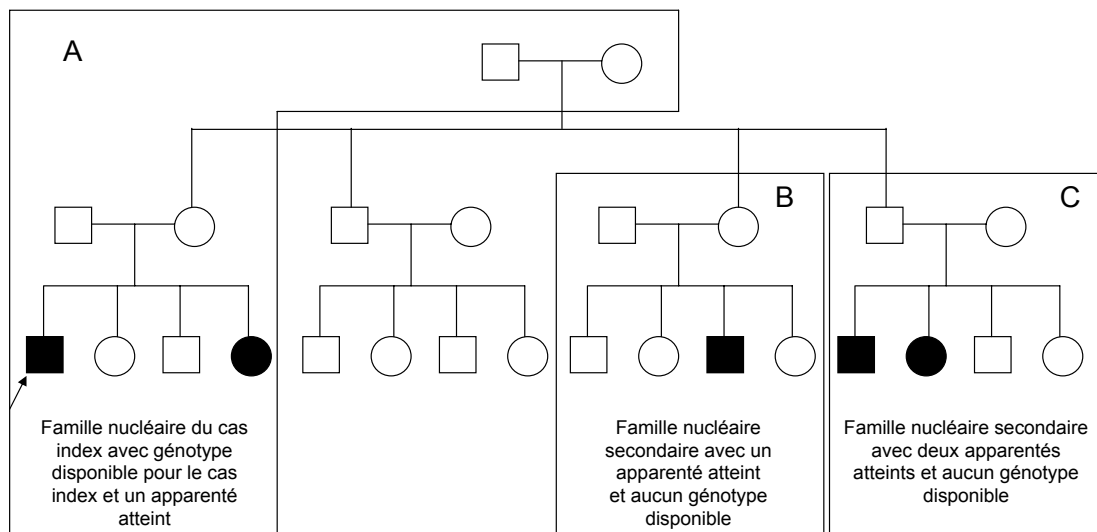 A
B
C
Famille nucléaire du cas
index avec génotype
disponible pour le cas
index et un apparenté
atteint
Famille nucléaire
secondaire avec un
apparenté atteint
et aucun génotype
disponible
Famille nucléaire secondaire
avec deux apparentés
atteints et aucun génotype
disponible